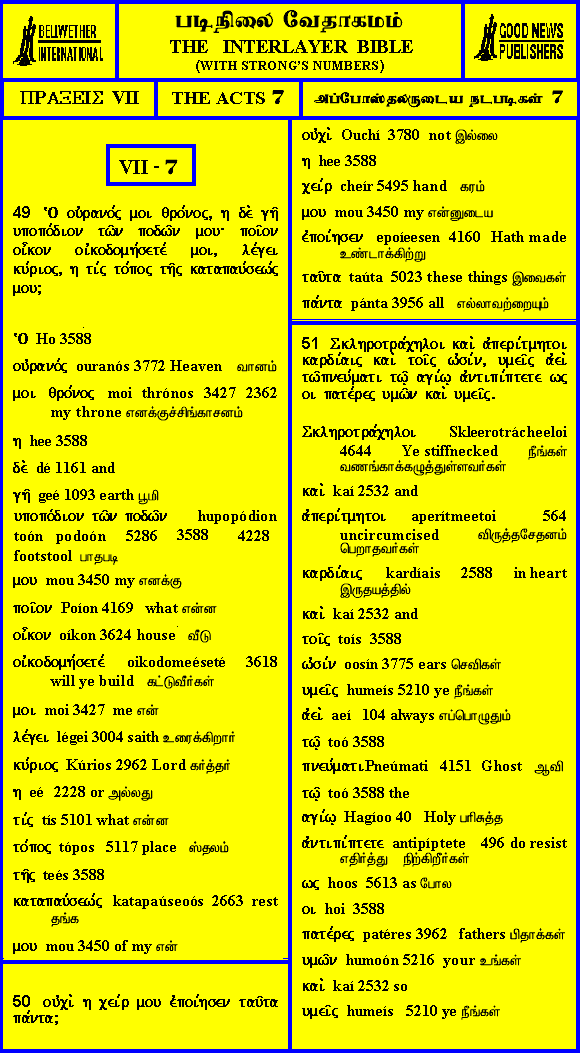 BELLWETHER
INTERNATIONAL
படிநிலை வேதாகமம்
THE INTERLAYER BIBLE
(WITH STRONG'S NUMBERS)
GOOD NEWS
PUBLISHERS
ΠΡΑΞΕΙΣ VII
THE ACTS 7
அப்போஸ்தலருடைய நடபடிகள் 7
VII - 7
49 Ὁ οὐρανός μοι θρόνος, η δὲ γῆ
υποπόδιον τῶν ποδῶν μου· ποῖον
οἶκον οἰκοδομήσετέ μοι, λέγει
κύριος, η τίς τόπος τῆς καταπαύσεώς
μου;
Ὁ Ho 3588
οὐρανός ouranós 3772 Heaven வானம்
μοι θρόνος moi thrónos 3427 2362
my throne எனக்குச்சிங்காசனம்
η hee 3588
δὲ dé 1161 and
γῆ geé 1093 earth பூமி
υποπόδιον τῶν ποδῶν hupopódion
toón podoón 5286 3588 4228
footstool பாதபடி
μου mou 3450 my எனக்கு
ποῖον Poíon 4169 what என்ன
οἶκον oíkon 3624 house வீடு
οἰκοδομήσετέ oikodomeéseté 3618
will ye build கட்டுவீர்கள்
μοι moi 3427 me என்
λέγει légei 3004 saith உரைக்கிறார்
κύριος Kúrios 2962 Lord கர்த்தர்
η eé 2228 or அல்லது
τίς tís 5101 what என்ன
τόπος tópos 5117 place ஸ்தலம்
τῆς teés 3588
καταπαύσεώς katapaúseoós 2663 rest
தங்க
μου mou 3450 of my என்
50 οὐχὶ η χείρ μου ἐποίησεν ταῦτα
πάντα;
οὐχὶ Ouchí 3780 not இல்லை
η hee 3588
χείρ cheír 5495 hand கரம்
μου mou 3450 my என்னுடைய
ἐποίησεν epoíeesen 4160 Hath made
உண்டாக்கிற்று
ταῦτα taúta 5023 these things இவைகள்
πάντα pánta 3956 all எல்லாவற்றையும்
51 Σκληροτράχηλοι καὶ ἀπερίτμητοι
καρδίαις καὶ τοῖς ὠσίν, υμεῖς ἀεὶ
τῶπνεύματι τῷ αγίῳ ἀντιπίπτετε ως
οι πατέρες υμῶν καὶ υμεῖς.
Σκληροτράχηλοι Skleerotrácheeloi
4644 Ye stiffnecked நீங்கள்
வணங்காக்கழுத்துள்ளவர்கள்
καὶ kaí 2532 and
ἀπερίτμητοι aperítmeetoi 564
uncircumcised விருத்தசேதனம்
பெறாதவர்கள்
καρδίαις kardíais 2588 in heart
இருதயத்தில்
καὶ kaí 2532 and
τοῖς toís 3588
ὠσίν oosín 3775 ears செவிகள்
υμεῖς humeís 5210 ye நீங்கள்
ἀεὶ aeí 104 always எப்பொழுதும்
τῷ toó 3588
πνεύματι Pneúmati 4151 Ghost ஆவி
τῷ toó 3588 the
αγίῳ Hagíoo 40 Holy பரிசுத்த
ἀντιπίπτετε antipíptete 496 do resist
எதிர்த்து நிற்கிறீர்கள்
ως hoos 5613 as போல
οι hoi 3588
πατέρες patéres 3962 fathers பிதாக்கள்
υμῶν humoón 5216 your உங்கள்
καὶ kaí 2532 so
υμεῖς humeís 5210 ye நீங்கள்